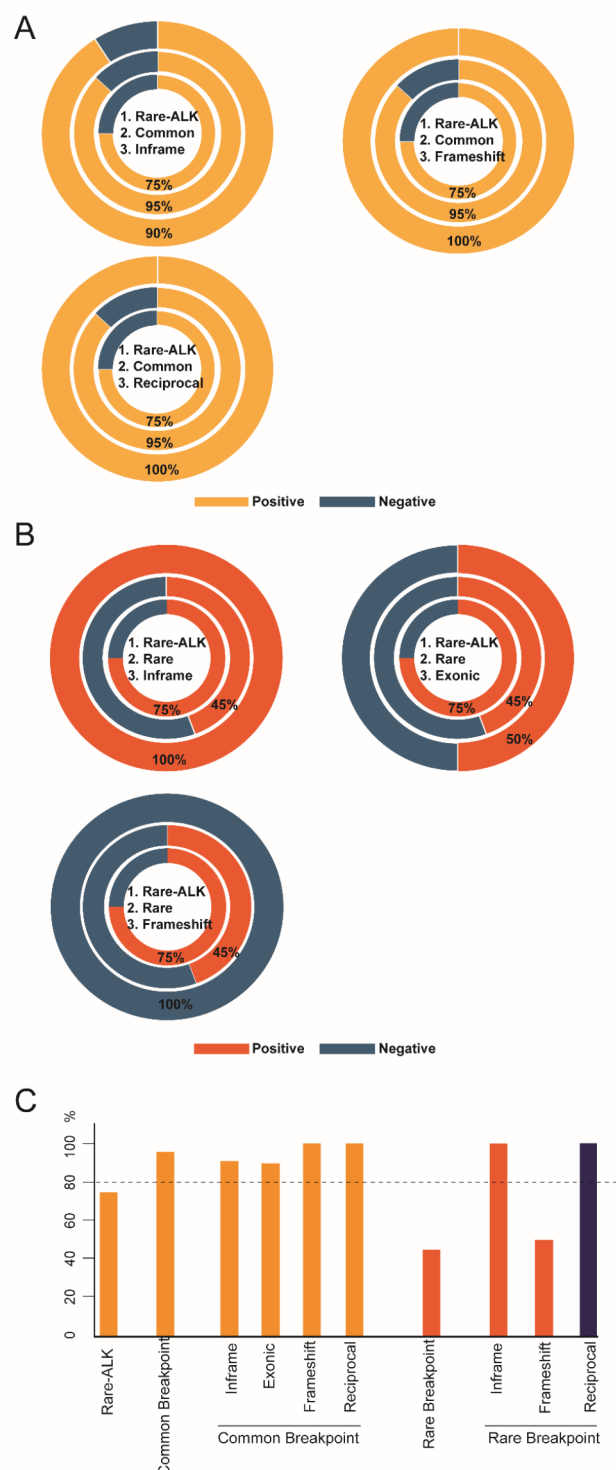 A
1. Rare-ALK
2. Common
3. Inframe
75%
95%
90%
1. Rare-ALK
2. Common
3. Frameshift
75%
95%
100%
1. Rare-ALK
2. Common
3. Reciprocal
75%
95%
100%
Positive Negative
B
1. Rare-ALK
2. Rare
3. Inframe
75%
45%
100%
1. Rare-ALK
2. Rare
3. Exonic
75%
45%
50%
1. Rare-ALK
2. Rare
3. Frameshift
75%
45%
100%
Positive Negative
C
%
100
80
60
40
20
0
Rare-ALK
Common Breakpoint
Inframe
Exonic
Frameshift
Reciprocal
Common Breakpoint
Rare Breakpoint
Inframe
Frameshift
Reciprocal
Rare Breakpoint